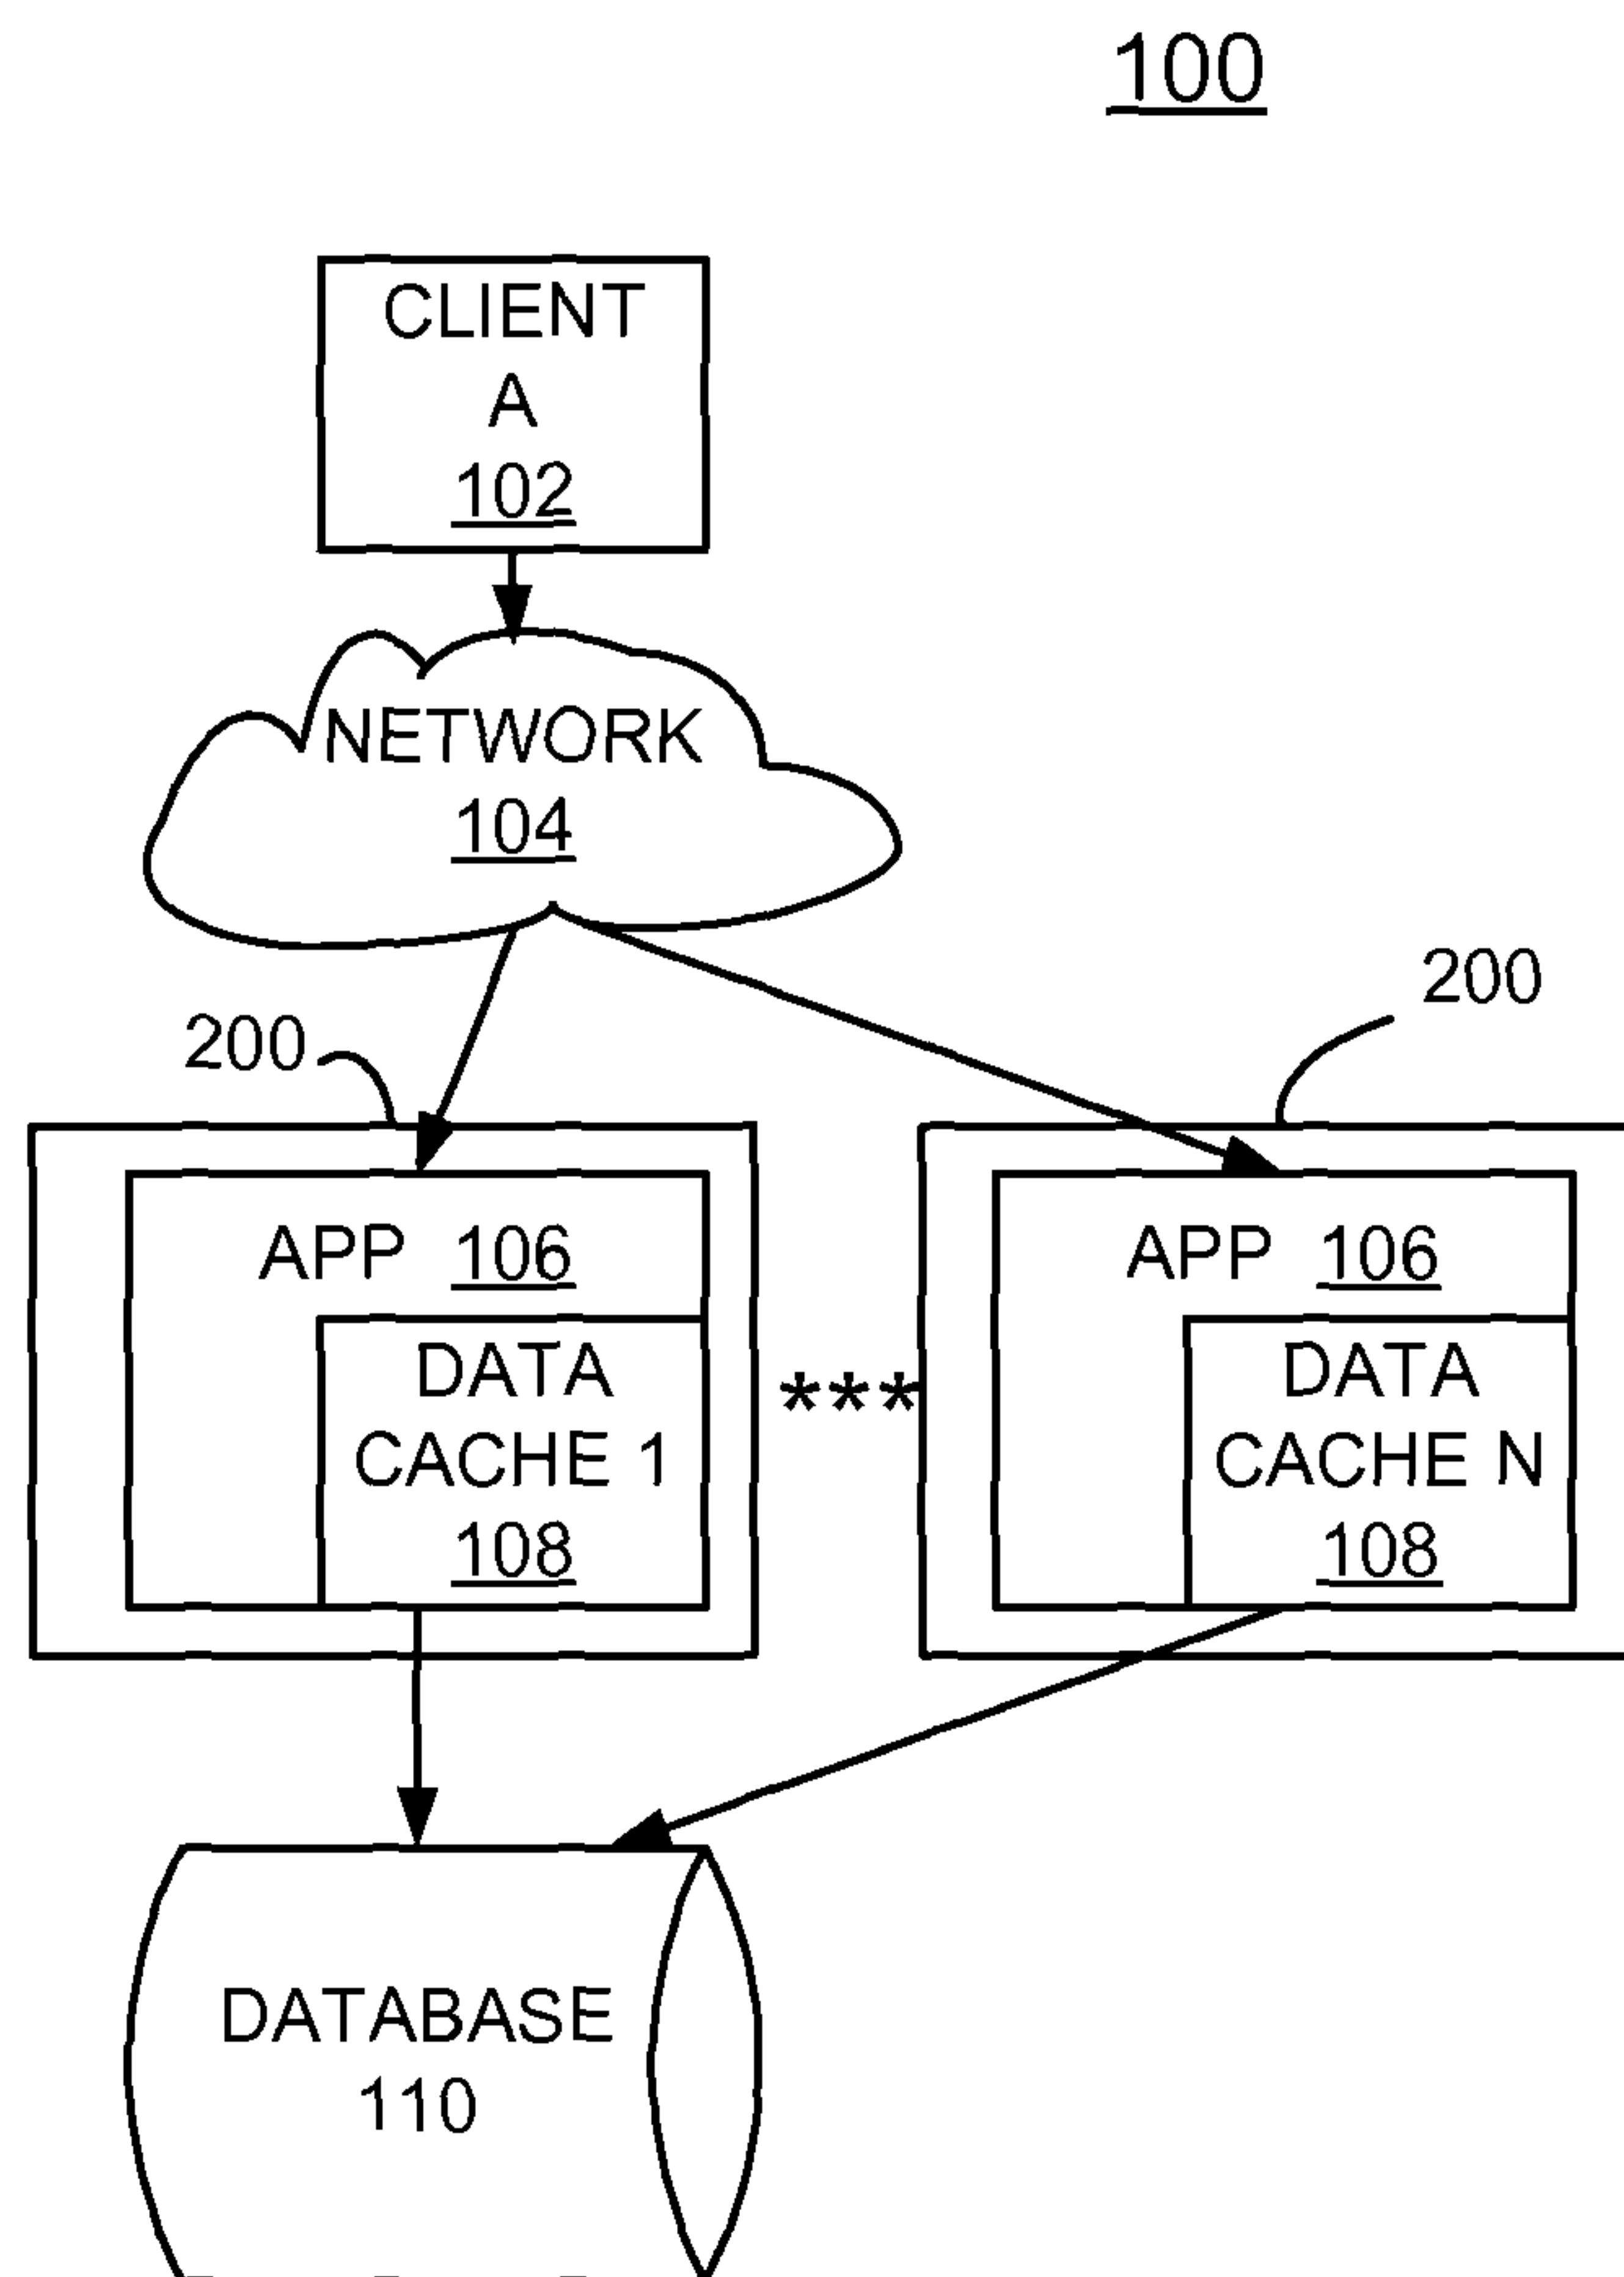 100
CLIENT
A
102
NETWORK
104
200
200
APP 106
DATA
CACHE 1
108
***
APP 106
DATA
CACHE N
108
DATABASE
110